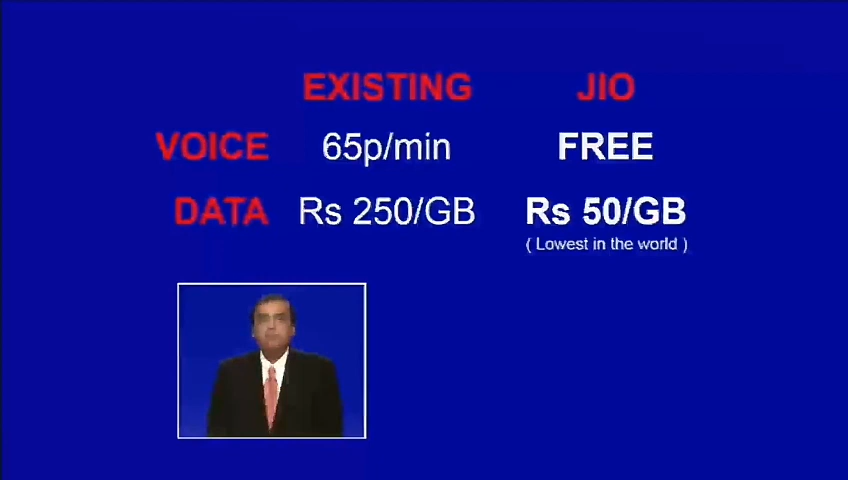 EXISTING JIO
VOICE 65p/min FREE
DATA Rs 250/GB Rs 50/GB
( Lowest in the world )